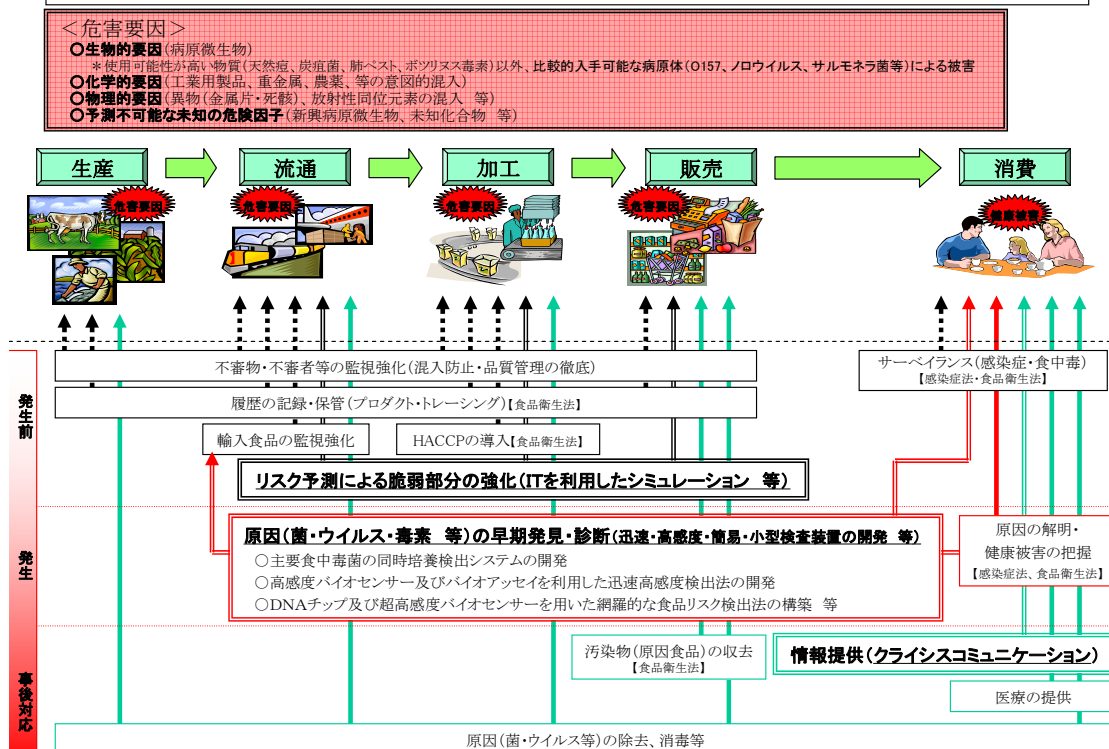 ＜危害要因＞
○生物的要因(病原微生物)
＊使用可能性が高い物質(天然痘、炭疽菌、肺ペスト、ボツリヌス毒素)以外、比較的入手可能な病原体(O157、ノロウイルス、サルモネラ菌等)による被害
○化学的要因(工業用製品、重金属、農薬、等の意図的混入)
○物理的要因(異物(金属片・死骸)、放射性同位元素の混入　等)
○予測不可能な未知の危険因子(新興病原微生物、未知化合物　等)
生産
流通
加工
販売
消費
危害要因
危害要因
危害要因
危害要因
健康被害
発生前
不審物・不審者等の監視強化(混入防止・品質管理の徹底)
サーベイランス(感染症・食中毒)
【感染症法・食品衛生法】
履歴の記録・保管(プロダクト・トレーシング)【食品衛生法】
輸入食品の監視強化
HACCPの導入【食品衛生法】
リスク予測による脆弱部分の強化(ITを利用したシミュレーション　等)
発生
原因(菌・ウイルス・毒素　等)の早期発見・診断(迅速・高感度・簡易・小型検査装置の開発　等)
○主要食中毒菌の同時培養検出システムの開発
○高感度バイオセンサー及びバイオアッセイを利用した迅速高感度検出法の開発
○DNAチップ及び超高感度バイオセンサーを用いた網羅的な食品リスク検出法の構築　等
原因の解明・
健康被害の把握
【感染症法、食品衛生法】
事後対応
汚染物(原因食品)の収去
【食品衛生法】
情報提供(クライシスコミュニケーション)
医療の提供
原因(菌・ウイルス等)の除去、消毒等